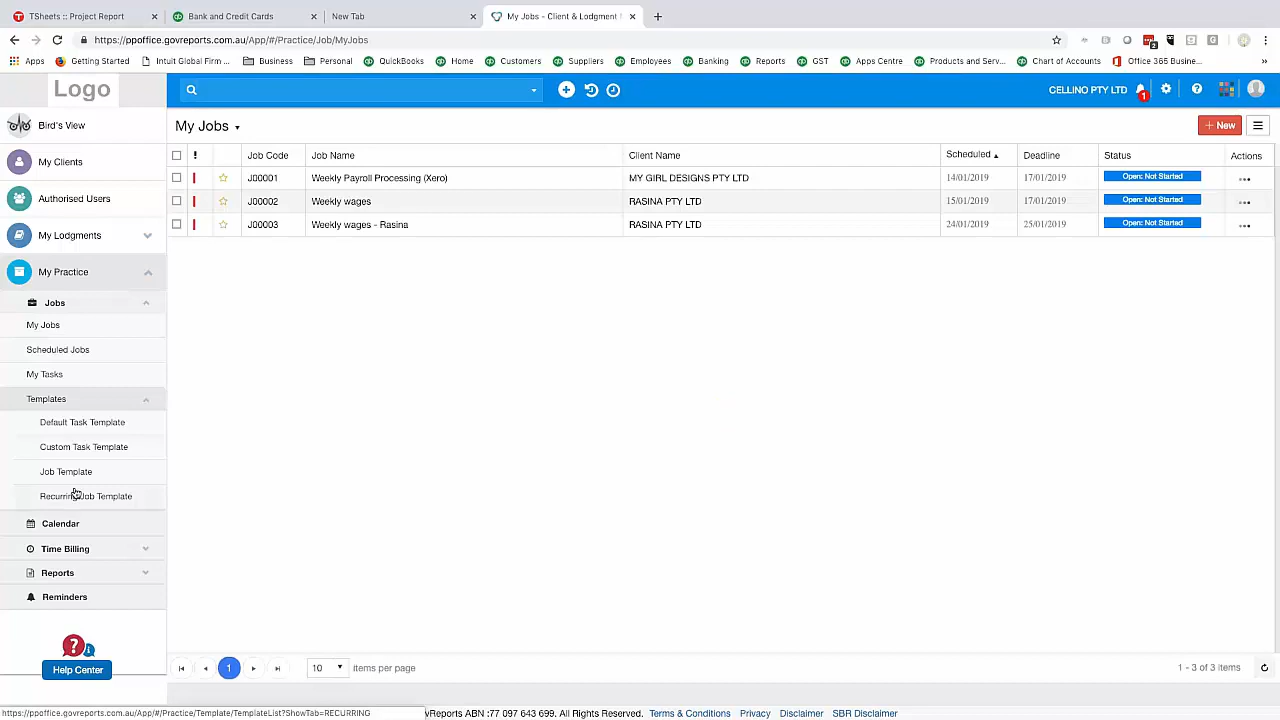 TSheets :: Project Report
Bank and Credit Cards
New Tab
My Jobs - Client & Lodgment
https://ppoffice.govreports.com.au/App/#/Practice/Job/MyJobs
Apps Getting Started Intuit Global Firm ... Business Personal QuickBooks Home Customers Suppliers Employees Banking Reports GST Apps Centre Products and Serv... Chart of Accounts Office 365 Busine... »
Logo
CELLINO PTY LTD 1
Bird's View
My Jobs
+ New
! Job Code Job Name Client Name Scheduled Deadline Status Actions
My Clients
J00001 Weekly Payroll Processing (Xero) MY GIRL DESIGNS PTY LTD 14/01/2019 17/01/2019 Open: Not Started ...
Authorised Users
J00002 Weekly wages RASINA PTY LTD 15/01/2019 17/01/2019 Open: Not Started ...
J00003 Weekly wages - Rasina RASINA PTY LTD 24/01/2019 25/01/2019 Open: Not Started ...
My Lodgments
My Practice
Jobs
My Jobs
Scheduled Jobs
My Tasks
Templates
Default Task Template
Custom Task Template
Job Template
Recurring Job Template
Calendar
Time Billing
Reports
Reminders
Help Center
1 10 items per page 1 - 3 of 3 items
https://ppoffice.govreports.com.au/App/#/Practice/Template/TemplateList?ShowTab=RECURRING
vReports ABN :77 097 643 699. All Rights Reserved. Terms & Conditions Privacy Disclaimer SBR Disclaimer